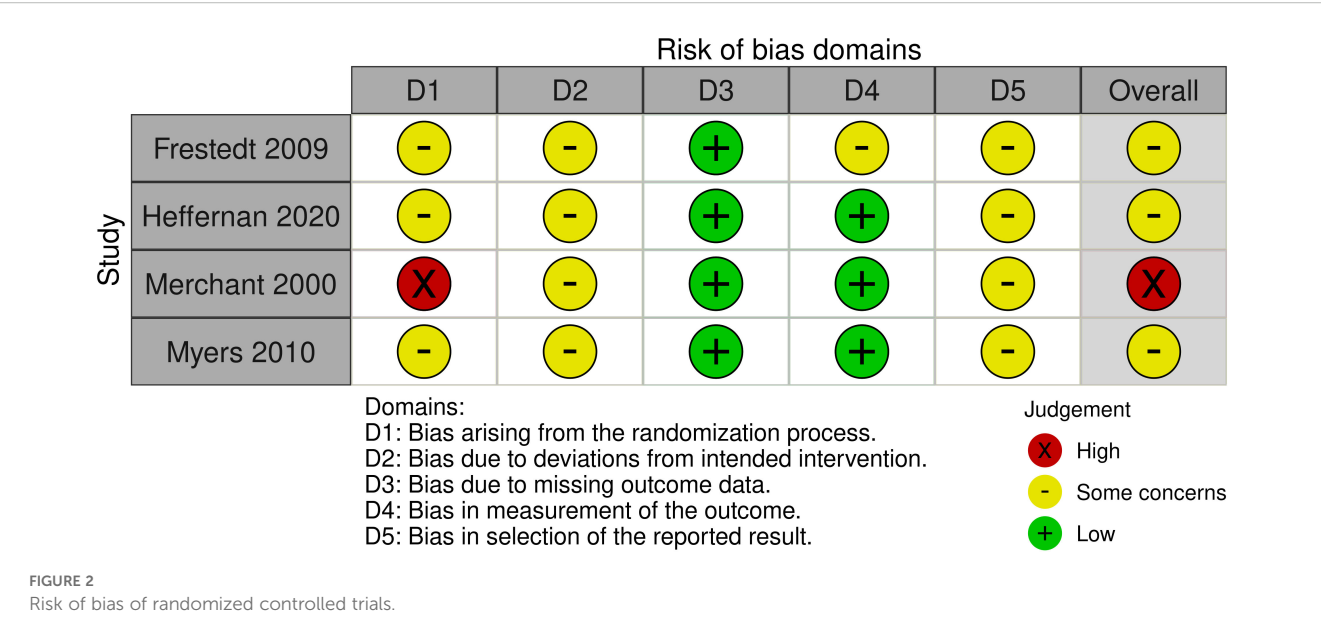 Risk of bias domains
D1 D2 D3 D4 D5 Overall
Study
Frestedt 2009 - - + - - -
Heffernan 2020 - - + + - -
Merchant 2000 X - + + - X
Myers 2010 - - + + - -
Domains:
D1: Bias arising from the randomization process.
D2: Bias due to deviations from intended intervention.
D3: Bias due to missing outcome data.
D4: Bias in measurement of the outcome.
D5: Bias in selection of the reported result.
Judgement
X High
- Some concerns
+ Low
FIGURE 2
Risk of bias of randomized controlled trials.